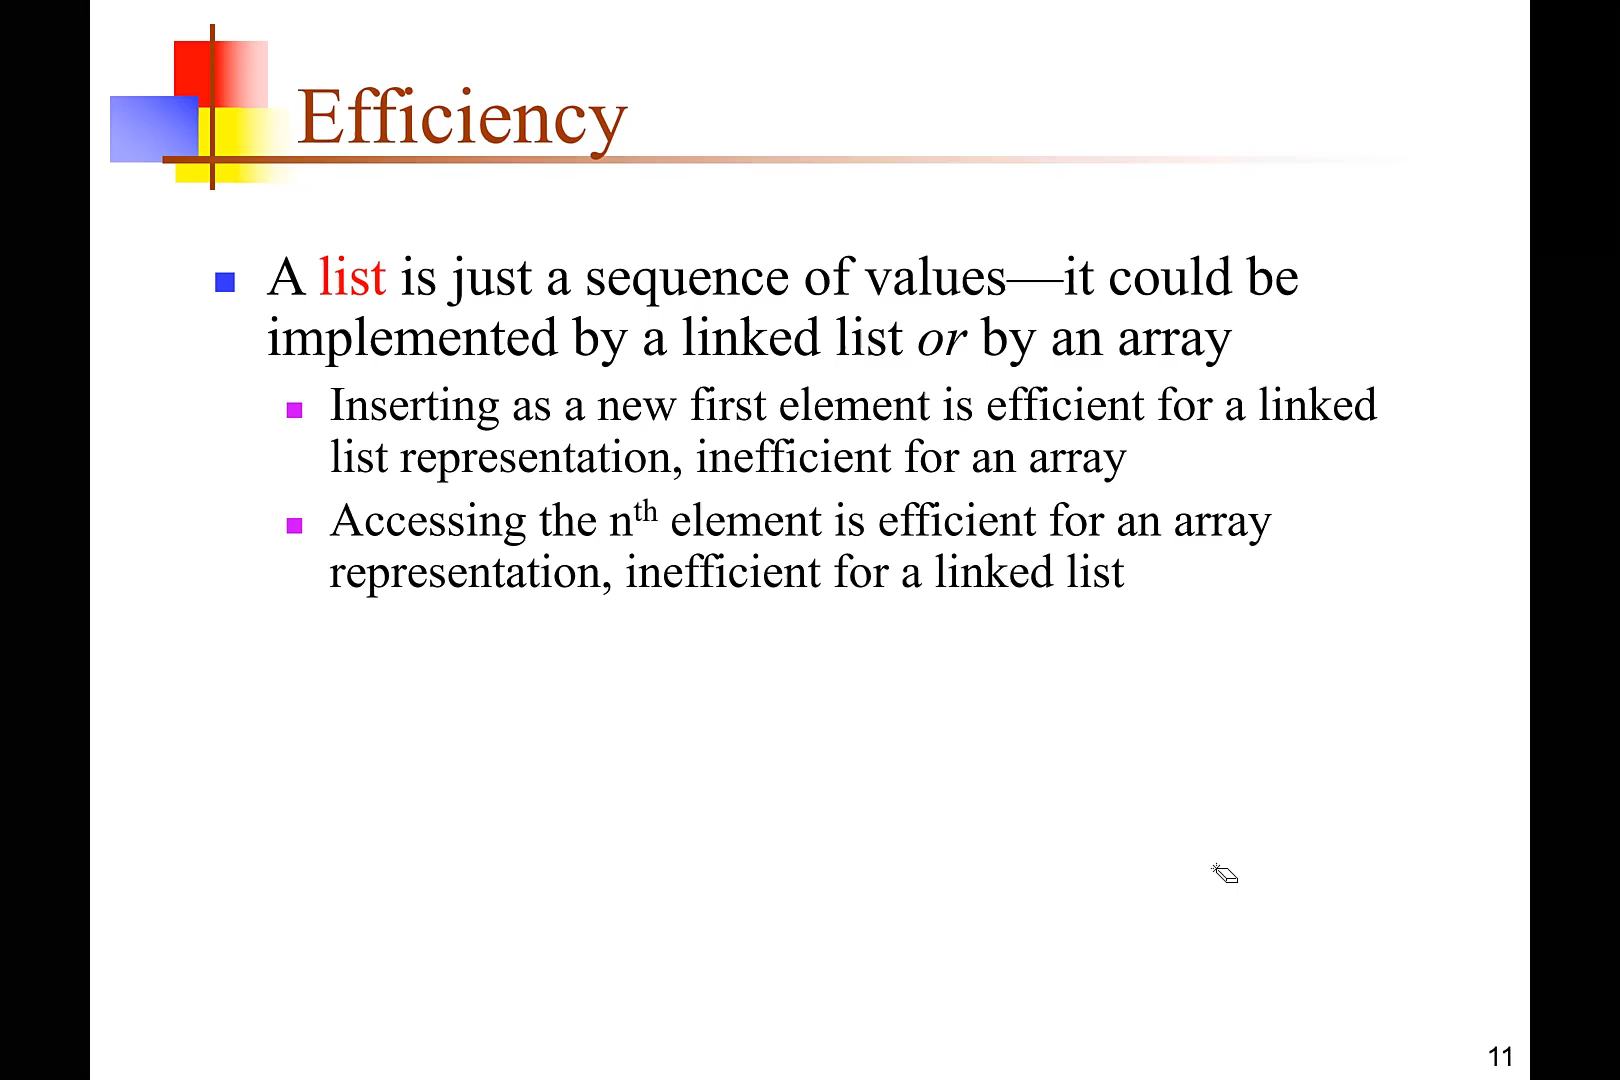 Efficiency
A list is just a sequence of values—it could be
implemented by a linked list or by an array
Inserting as a new first element is efficient for a linked
list representation, inefficient for an array
Accessing the nth element is efficient for an array
representation, inefficient for a linked list
11